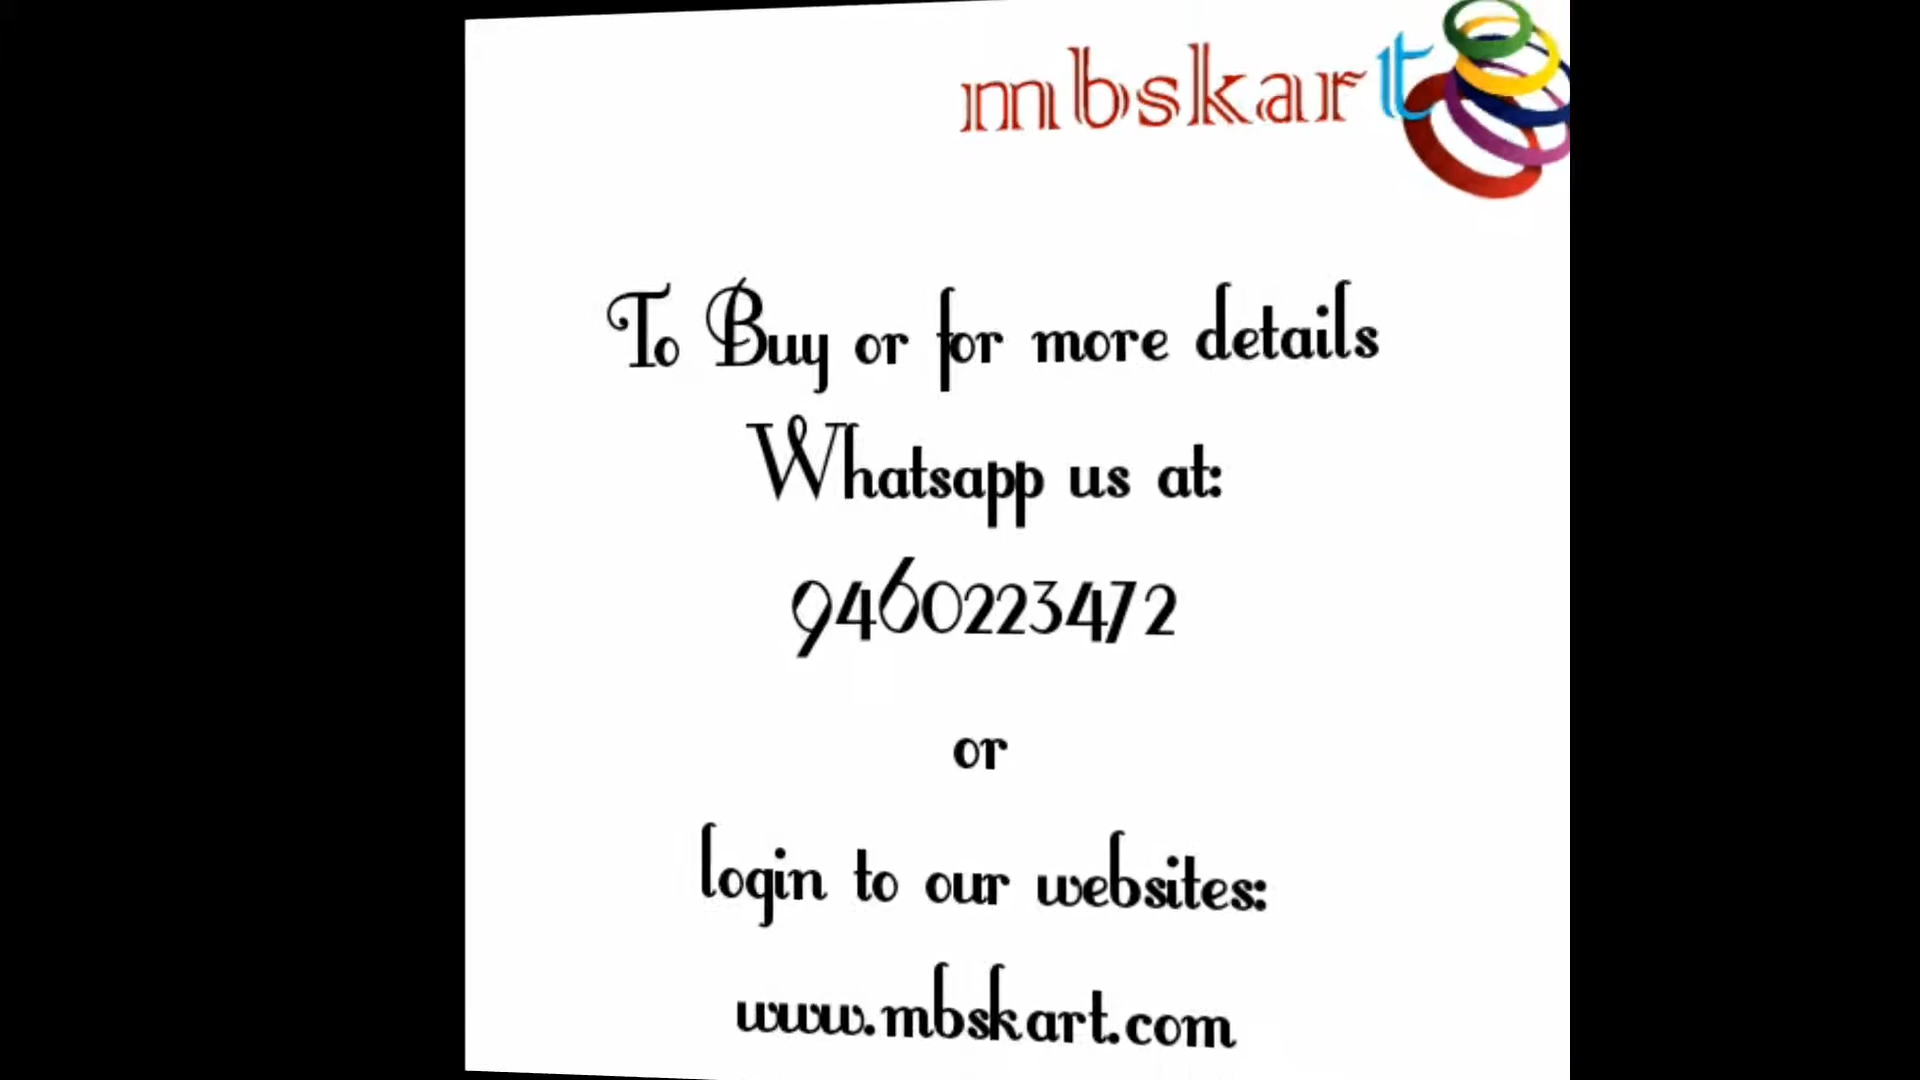 mbskart
To Buy or for more details
Whatsapp us at:
9460223472
or
login to our websites:
www.mbskart.com